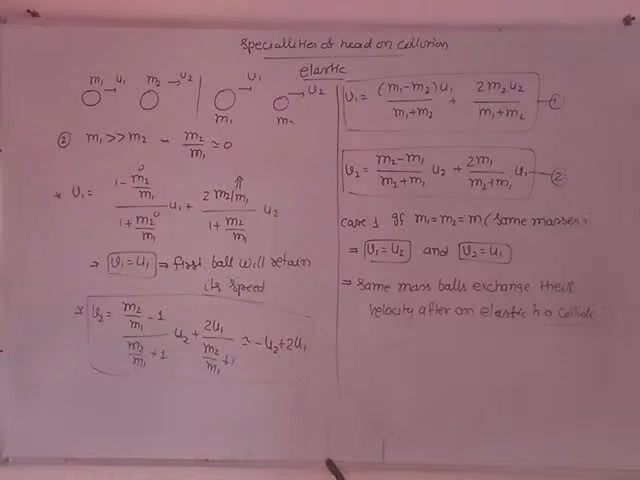 specialities of head on collision
elastic
m₁ → u₁ m₂ → u₂ | → v₁ → v₂
m₁ m₂
② m₁ >> m₂ - m₂/m₁ ≃ 0
* v₁ = (1 - m₂/m₁)/(1 + m₂/m₁) u₁ + (2 m₂/m₁)/(1 + m₂/m₁) u₂
⇒ v₁ = u₁ ⇒ first ball will retain
its speed
* v₂ = (m₂/m₁ - 1)/(m₂/m₁ + 1) u₂ + 2u₁/(m₂/m₁ + 1) ≃ -u₂ + 2u₁
v₁ = (m₁-m₂)u₁/(m₁+m₂) + 2m₂u₂/(m₁+m₂) - ①
v₂ = (m₂-m₁)/(m₂+m₁) u₂ + 2m₁/(m₂+m₁) u₁ - ②
case 1 If m₁ = m₂ = m (same masses)
⇒ v₁ = u₂ and v₂ = u₁
⇒ same mass balls exchange their
velocity after an elastic h o collide